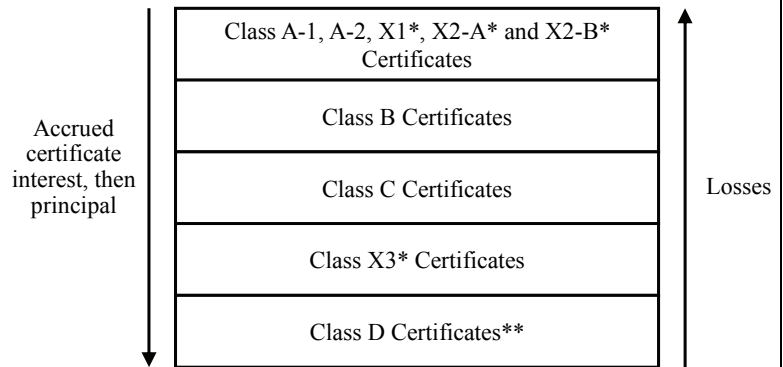 Class A-1, A-2, X1*, X2-A* and X2-B*
Certificates
Class B Certificates
Accrued
certificate
interest, then
principal
Class C Certificates
Losses
Class X3* Certificates
Class D Certificates**